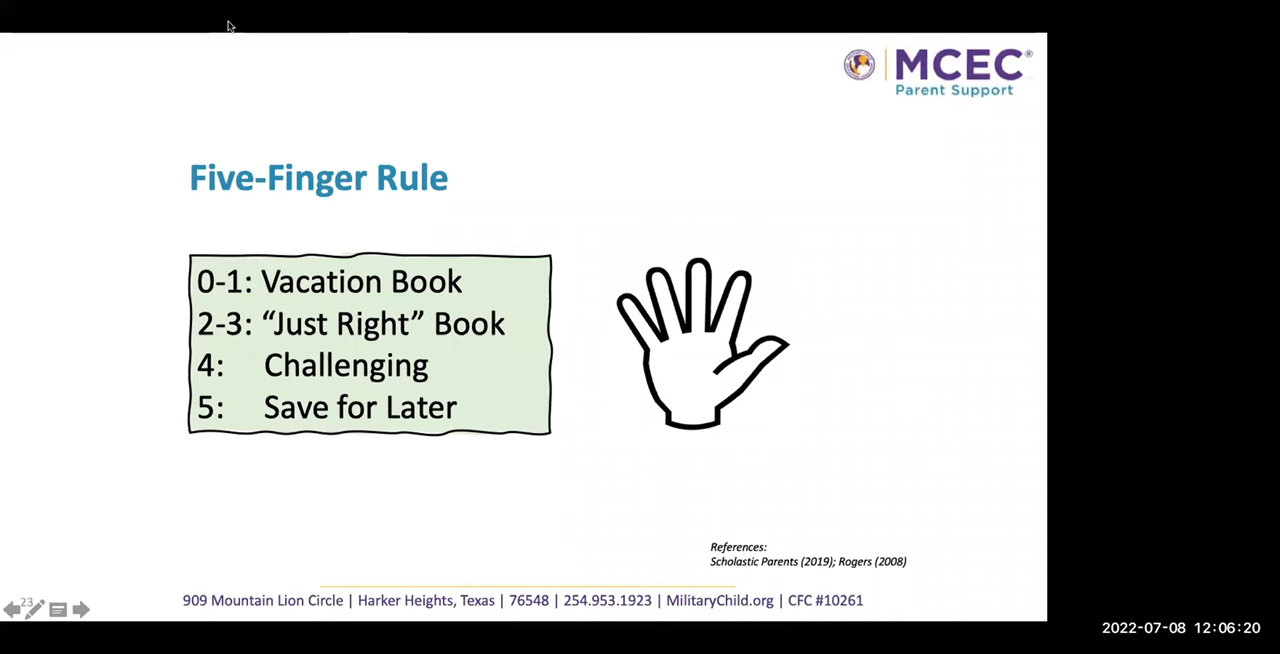 MCEC®
Parent Support
Five-Finger Rule
0-1: Vacation Book
2-3: “Just Right” Book
4: Challenging
5: Save for Later
References:
Scholastic Parents (2019); Rogers (2008)
909 Mountain Lion Circle | Harker Heights, Texas | 76548 | 254.953.1923 | MilitaryChild.org | CFC #10261
23
2022-07-08 12:06:20